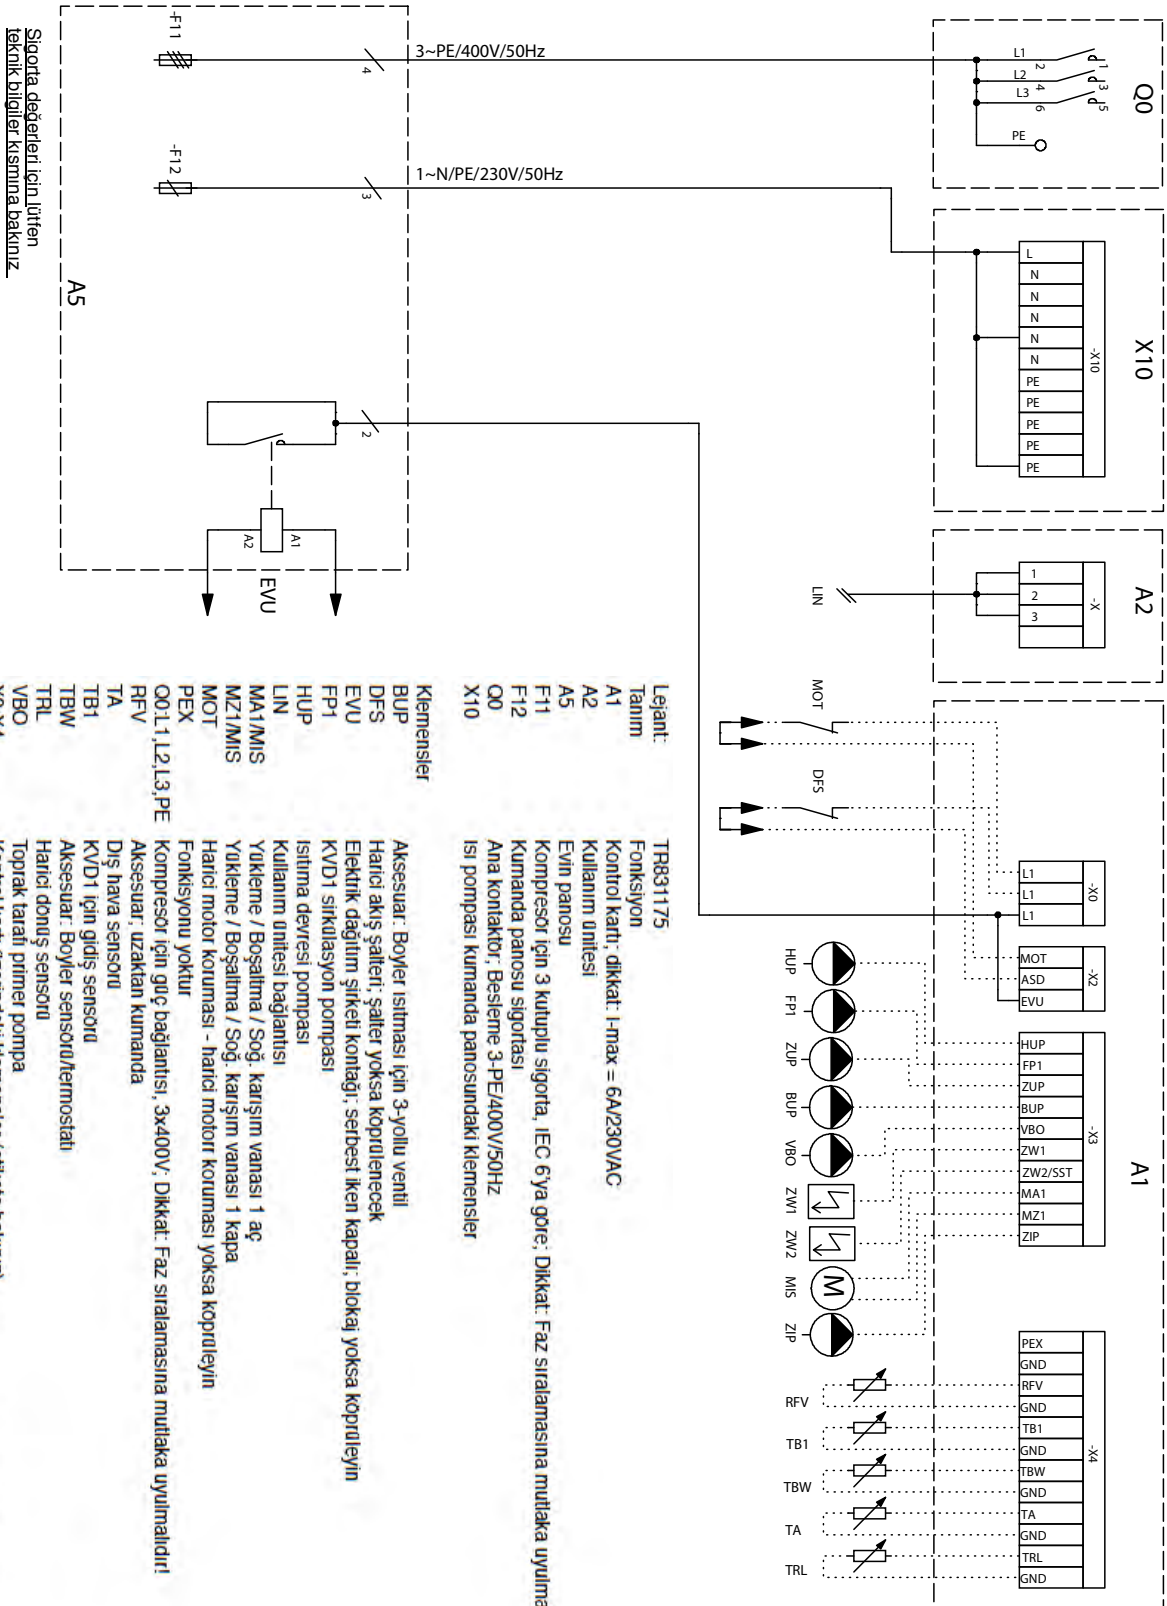 Q0
L1
L2
L3
PE
2
4
6
1
3
5
X10
L
N
N
N
N
N
PE
PE
PE
PE
PE
-X10
A2
1
2
3
-X
LIN
A1
L1
L1
L1
-X0
MOT
ASD
EVU
-X2
HUP
FP1
ZUP
BUP
VBO
ZW1
ZW2/SST
MA1
MZ1
ZIP
-X3
PEX
GND
RFV
GND
TB1
GND
TBW
GND
TA
GND
TRL
GND
-X4
MOT
DFS
HUP
FP1
ZUP
BUP
VBO
ZW1
ZW2
MIS
M
ZIP
RFV
TB1
TBW
TA
TRL
3~PE/400V/50Hz
1~N/PE/230V/50Hz
4
3
2
-F11
-F12
A5
A1
A2
EVU
Sigorta değerleri için lütfen
teknik bilgiler kısmına bakınız
Lejant: TR831175
Tanım Fonksiyon
A1 Kontrol kartı; dikkat: I-max = 6A/230VAC
A2 Kullanım ünitesi
A5 Evin panosu
F11 Kompresör için 3 kutuplu sigorta, IEC 6'ya göre; Dikkat: Faz sıralamasına mutlaka
F12 Kumanda panosu sigortası
Q0 Ana kontaktör; Besleme 3-PE/400V/50Hz
X10 Isı pompası kumanda panosundaki klemensler
Klemensler
BUP Aksesuar: Boyler ısıtması için 3-yollu ventil
DFS Harici akış şalteri; şalter yoksa köprülenecek
EVU Elektrik dağıtım şirketi kontağı; serbest iken kapalı; blokaj yoksa köprüleyin
FP1 KVD1 sirkülasyon pompası
HUP Isıtma devresi pompası
LIN Kullanım ünitesi bağlantısı
MA1/MIS Yükleme / Boşaltma / Soğ. karışım vanası 1 aç
MZ1/MIS Yükleme / Boşaltma / Soğ. karışım vanası 1 kapa
MOT Harici motor koruması - harici motorr koruması yoksa köprüleyin
PEX Fonkisyonu yoktur
Q0:L1,L2,L3,PE Kompresör için güç bağlantısı, 3x400V; Dikkat: Faz sıralamasına mutlaka uyulmalıdır!
RFV Aksesuar; uzaktan kumanda
TA Dış hava sensörü
TB1 KVD1 için gidiş sensörü
TBW Aksesuar: Boyler sensörü/termostatı
TRL Harici dönüş sensörü
VBO Toprak tarafı primer pompa